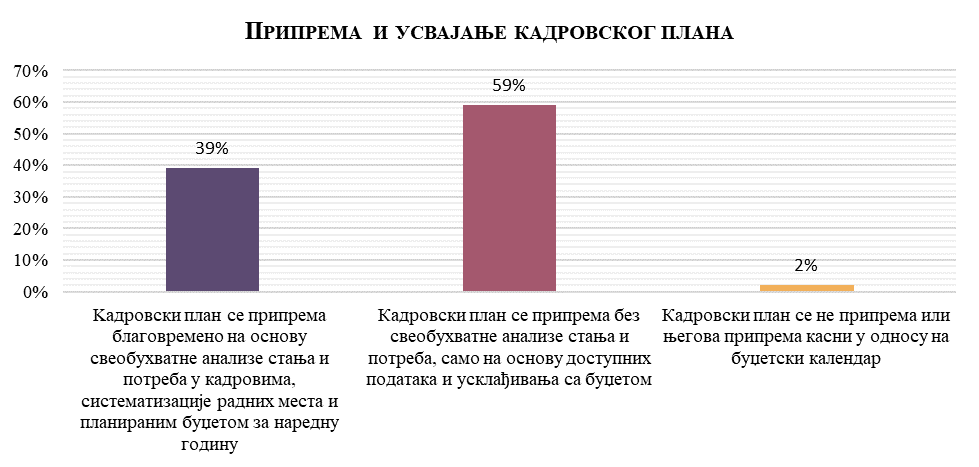 ПРИПРЕМА И УСВАЈАЊЕ КАДРОВСКОГ ПЛАНА
70%
60%
50%
40%
30%
20%
10%
0%
39%
59%
2%
Кадровски план се припрема
благовремено на основу
свеобухватне анализе стања и
потреба у кадровима,
систематизације радних места и
планираним буџетом за наредну
годину
Кадровски план се припрема без
свеобухватне анализе стања и
потреба, само на основу доступних
података и усклађивања са буџетом
Кадровски план се не припрема или
његова припрема касни у односу на
буџетски календар